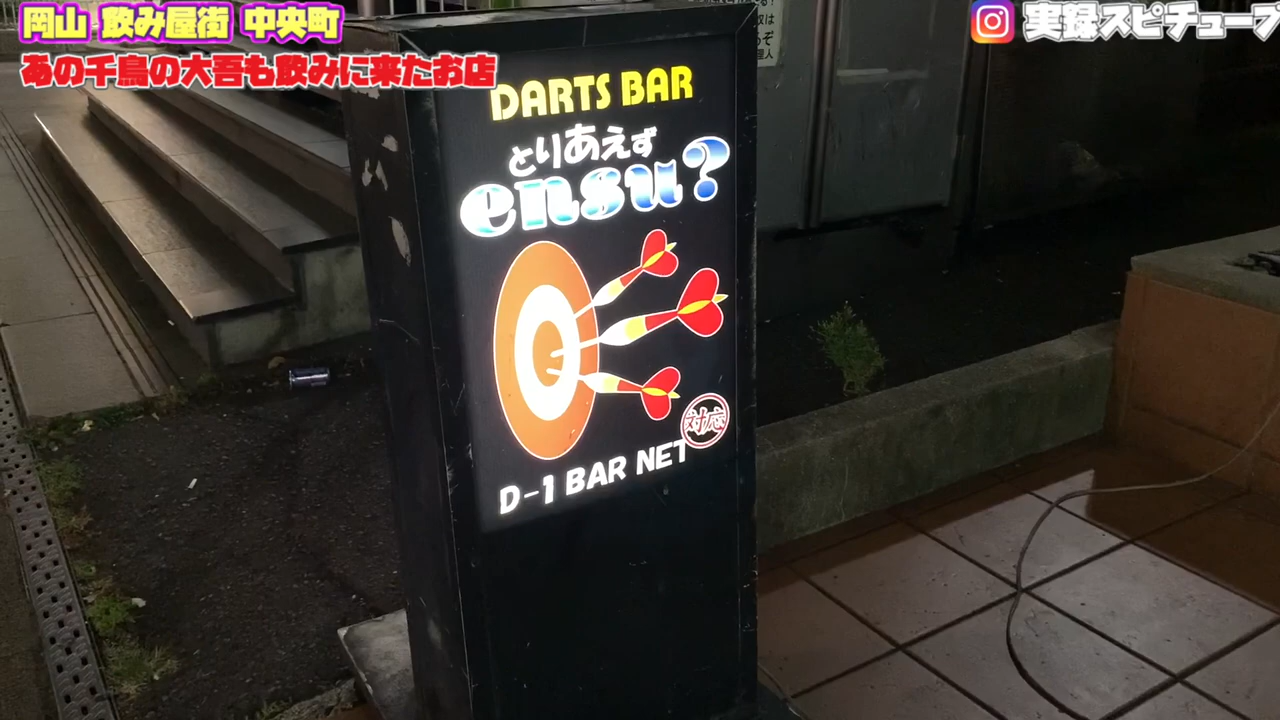 岡山 飲み屋街 中央町
実録スピチューブ
あの千鳥の大吾も飲みに来たお店
DARTS BAR
とりあえず
ensu?
対応
D-1 BAR NET